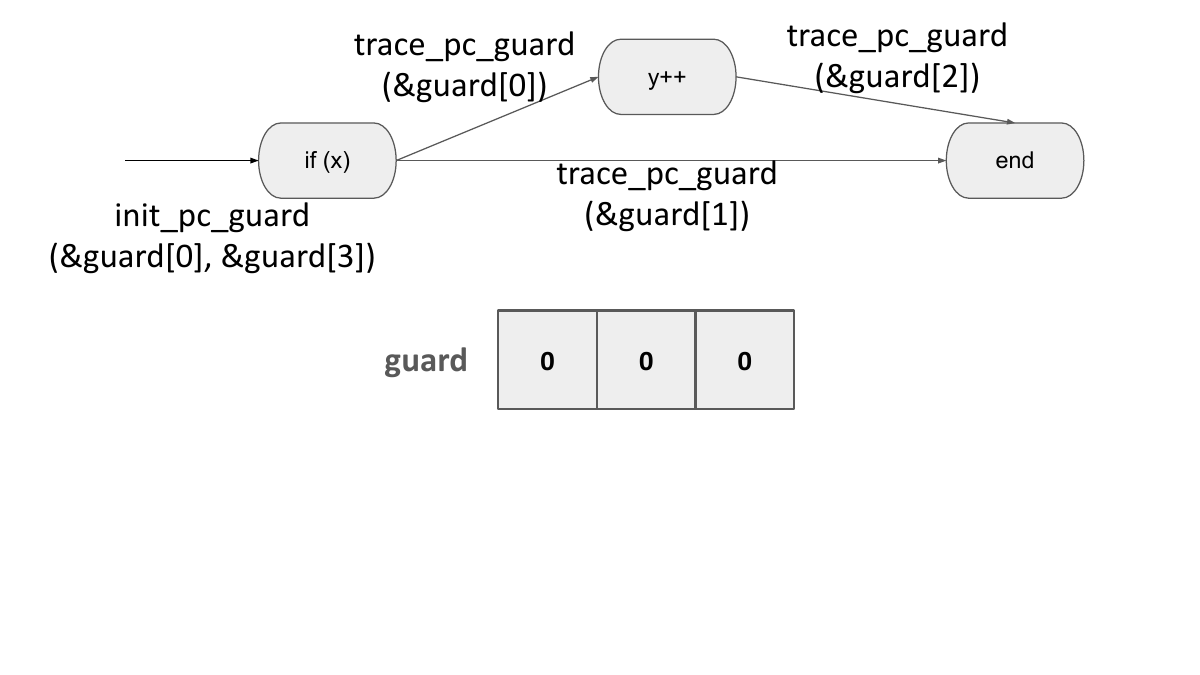 trace_pc_guard
(&guard[0])
y++
trace_pc_guard
(&guard[2])
if (x)
trace_pc_guard
(&guard[1])
end
init_pc_guard
(&guard[0], &guard[3])
guard 0 0 0